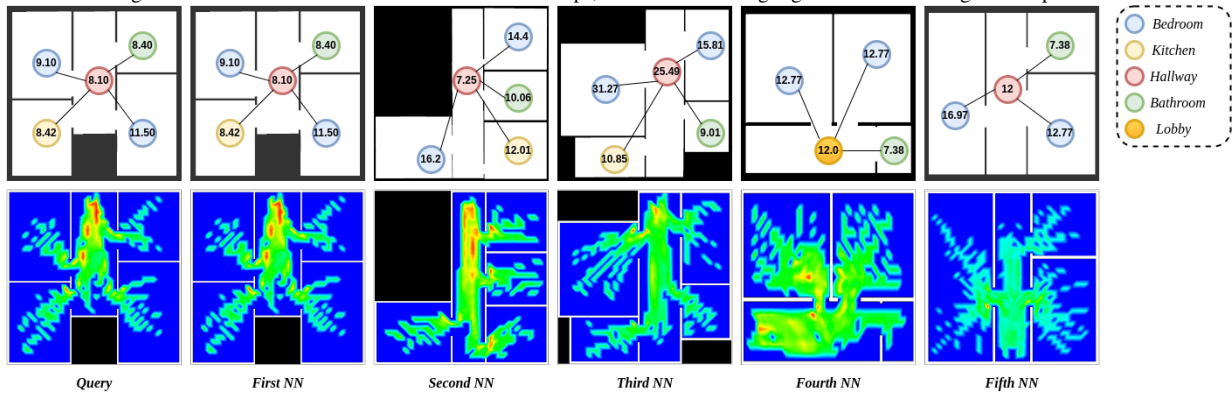 Bedroom
Kitchen
Hallway
Bathroom
Lobby
9.10
8.40
8.10
8.42
11.50
9.10
8.40
8.10
8.42
11.50
14.4
7.25
10.06
12.01
16.2
15.81
25.49
31.27
9.01
10.85
12.77
12.77
12.0
7.38
7.38
12
16.97
12.77
Query
First NN
Second NN
Third NN
Fourth NN
Fifth NN